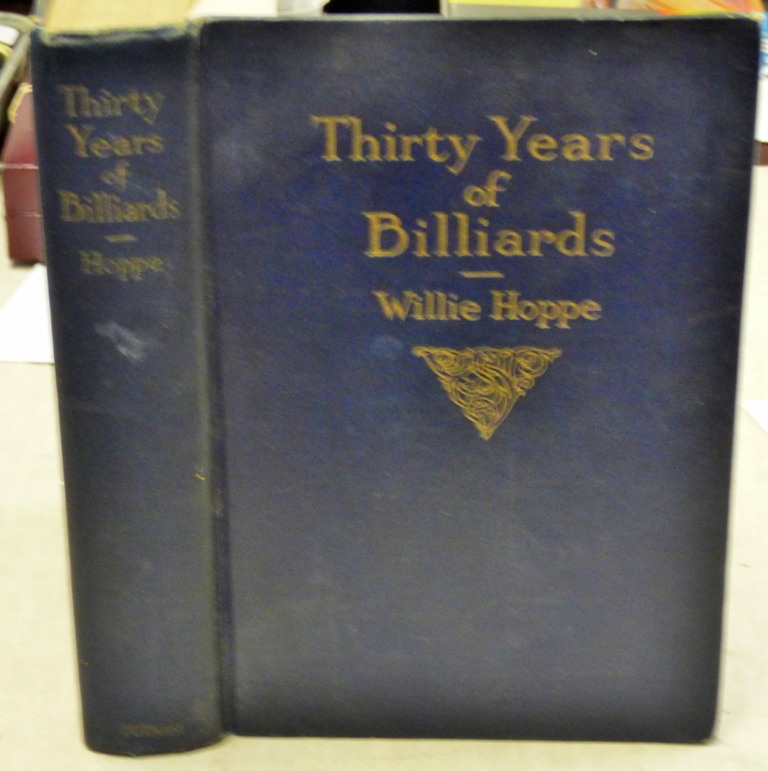 Thirty
Years
of
Billiards
Hoppe
Thirty Years
of
Billiards
Willie Hoppe